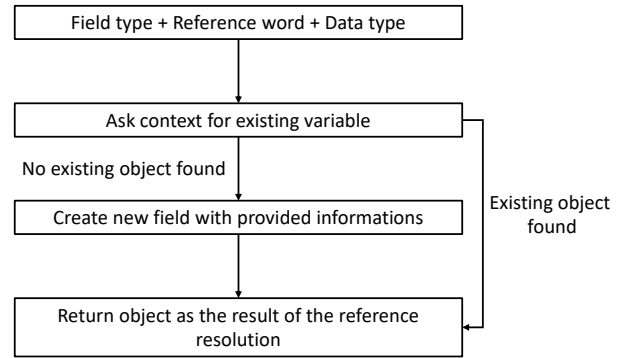 Field type + Reference word + Data type
Ask context for existing variable
No existing object found
Create new field with provided informations
Existing object
found
Return object as the result of the reference
resolution